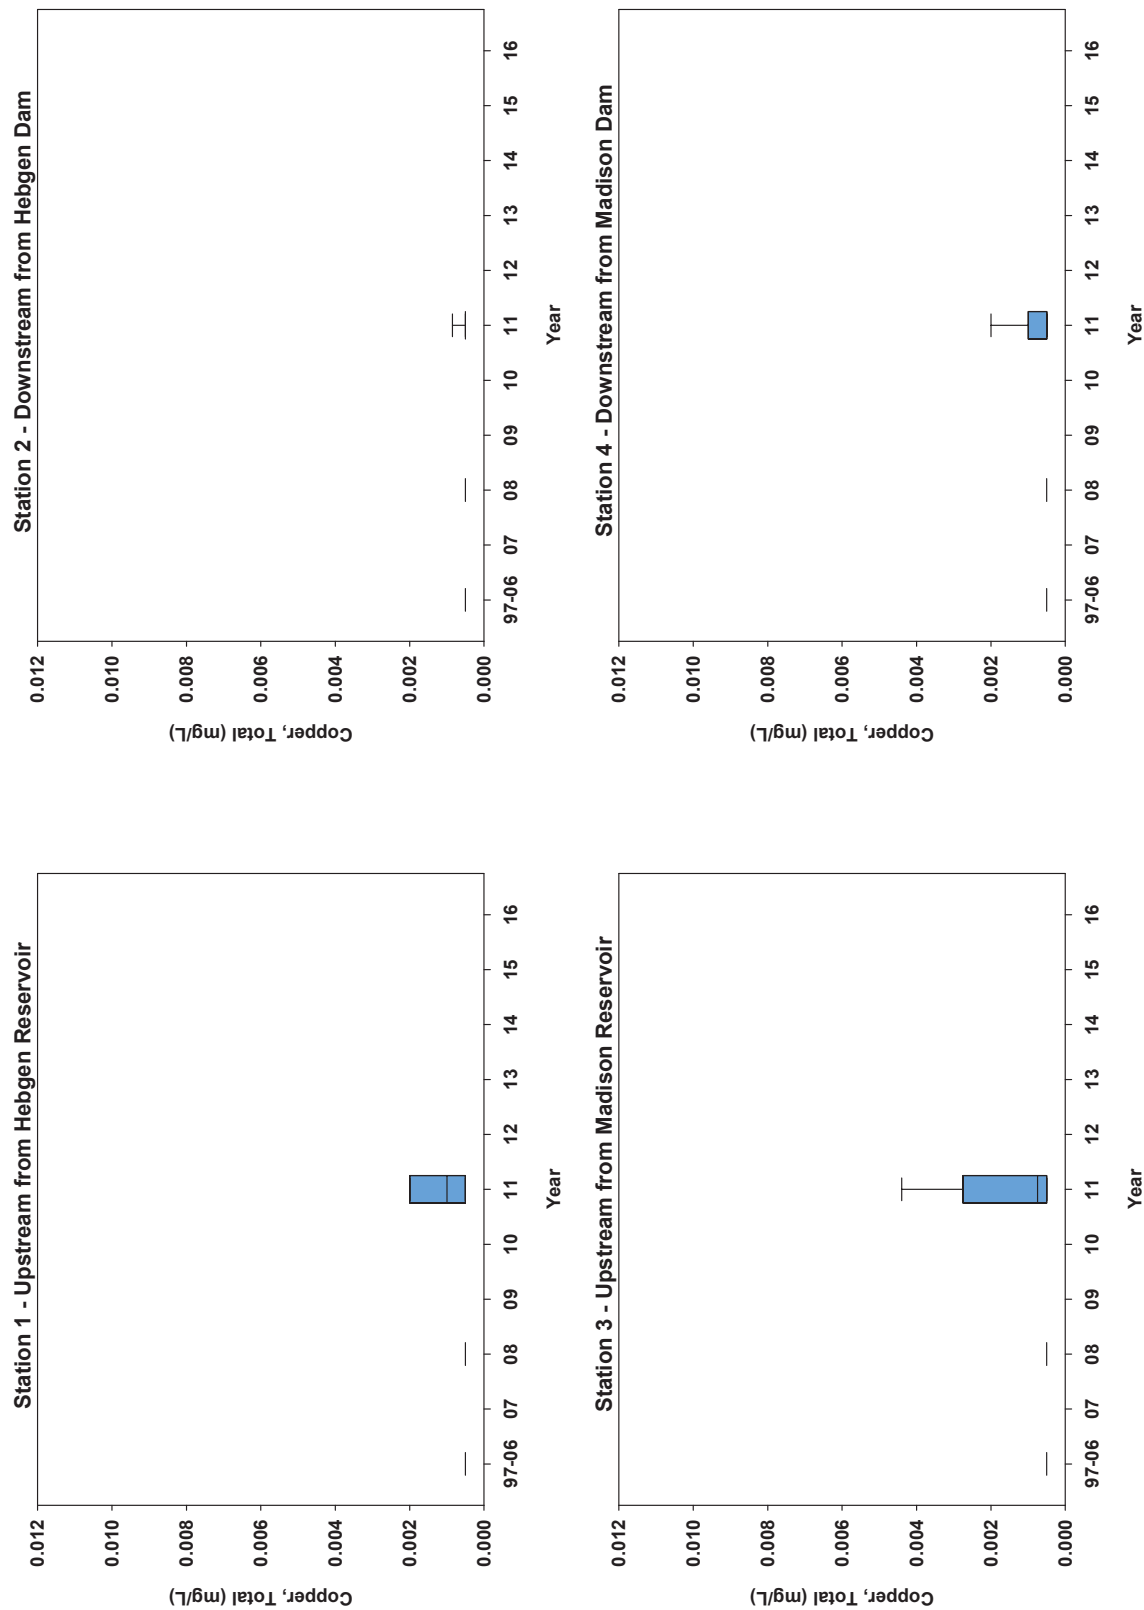 Station 1 - Upstream from Hebgen Reservoir
Copper, Total (mg/L)
0.012
0.010
0.008
0.006
0.004
0.002
0.000
97-06 07 08 09 10 11 12 13 14 15 16
Year
Station 2 - Downstream from Hebgen Dam
Copper, Total (mg/L)
0.012
0.010
0.008
0.006
0.004
0.002
0.000
97-06 07 08 09 10 11 12 13 14 15 16
Year
Station 3 - Upstream from Madison Reservoir
Copper, Total (mg/L)
0.012
0.010
0.008
0.006
0.004
0.002
0.000
97-06 07 08 09 10 11 12 13 14 15 16
Year
Station 4 - Downstream from Madison Dam
Copper, Total (mg/L)
0.012
0.010
0.008
0.006
0.004
0.002
0.000
97-06 07 08 09 10 11 12 13 14 15 16
Year